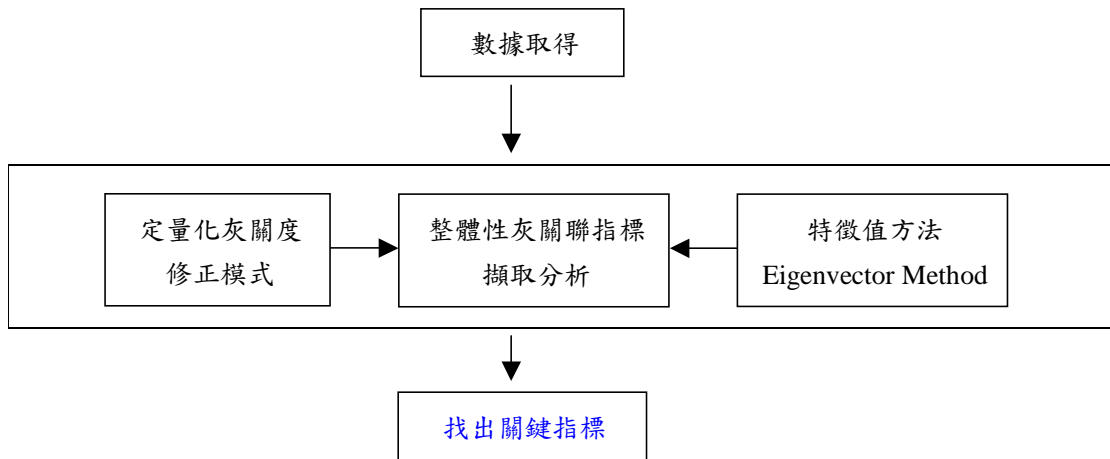 數據取得
定量化灰關度
修正模式
整體性灰關聯指標
擷取分析
特徵值方法
Eigenvector Method
找出關鍵指標